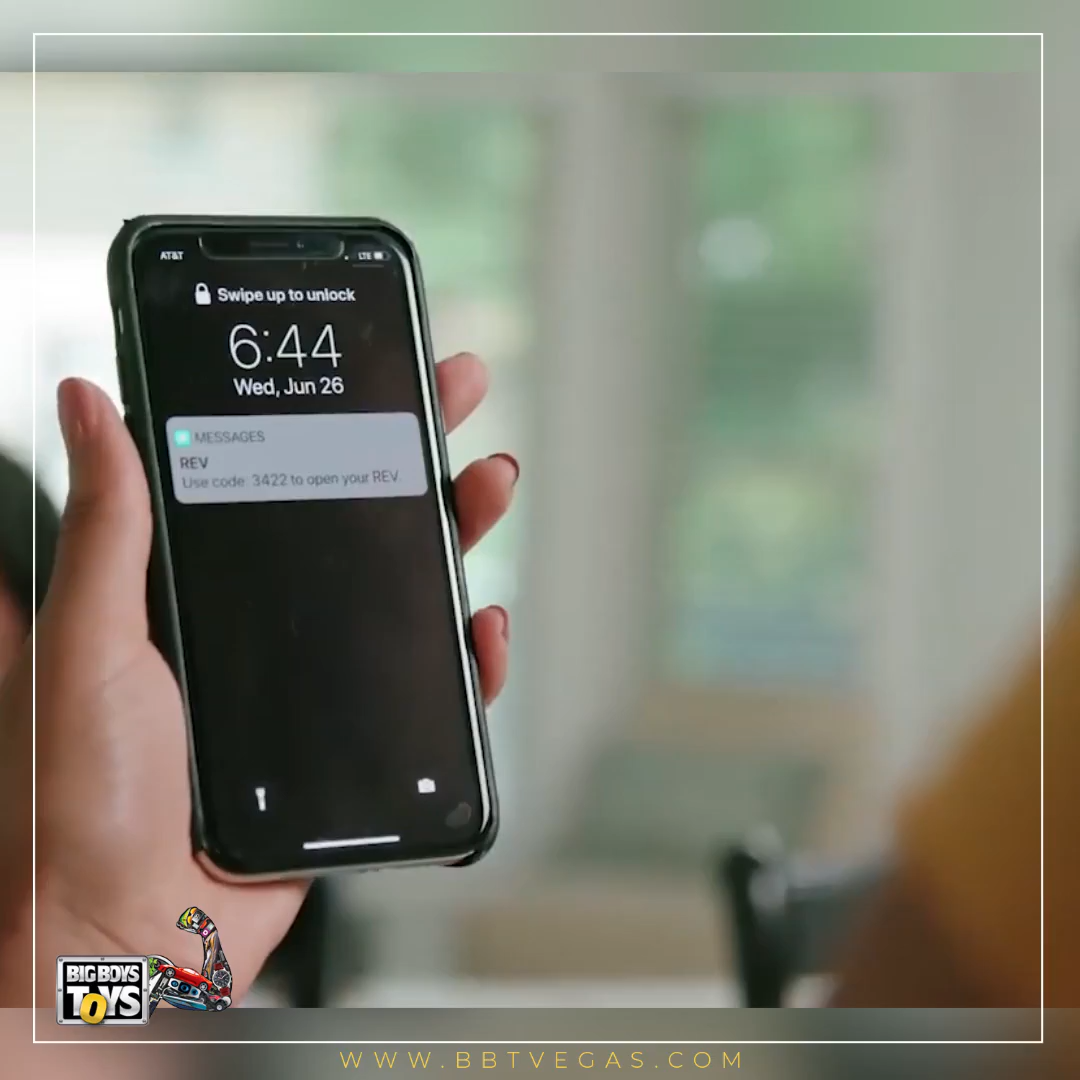 AT&T LTE
Swipe up to unlock
6:44
Wed, Jun 26
MESSAGES
REV
Use code: 3422 to open your REV.
BIG BOYS
TOYS
WWW.BBTVEGAS.COM